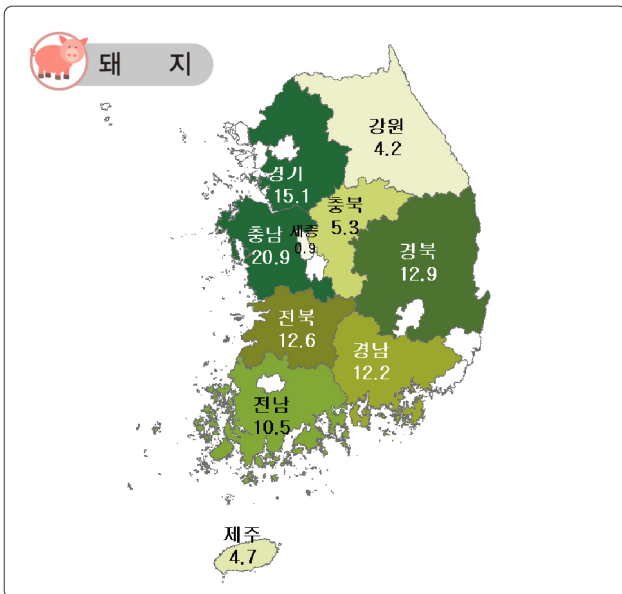 돼 지
강원
4.2
경기
15.1
충북
5.3
세종
0.9
충남
20.9
경북
12.9
전북
12.6
경남
12.2
전남
10.5
제주
4.7